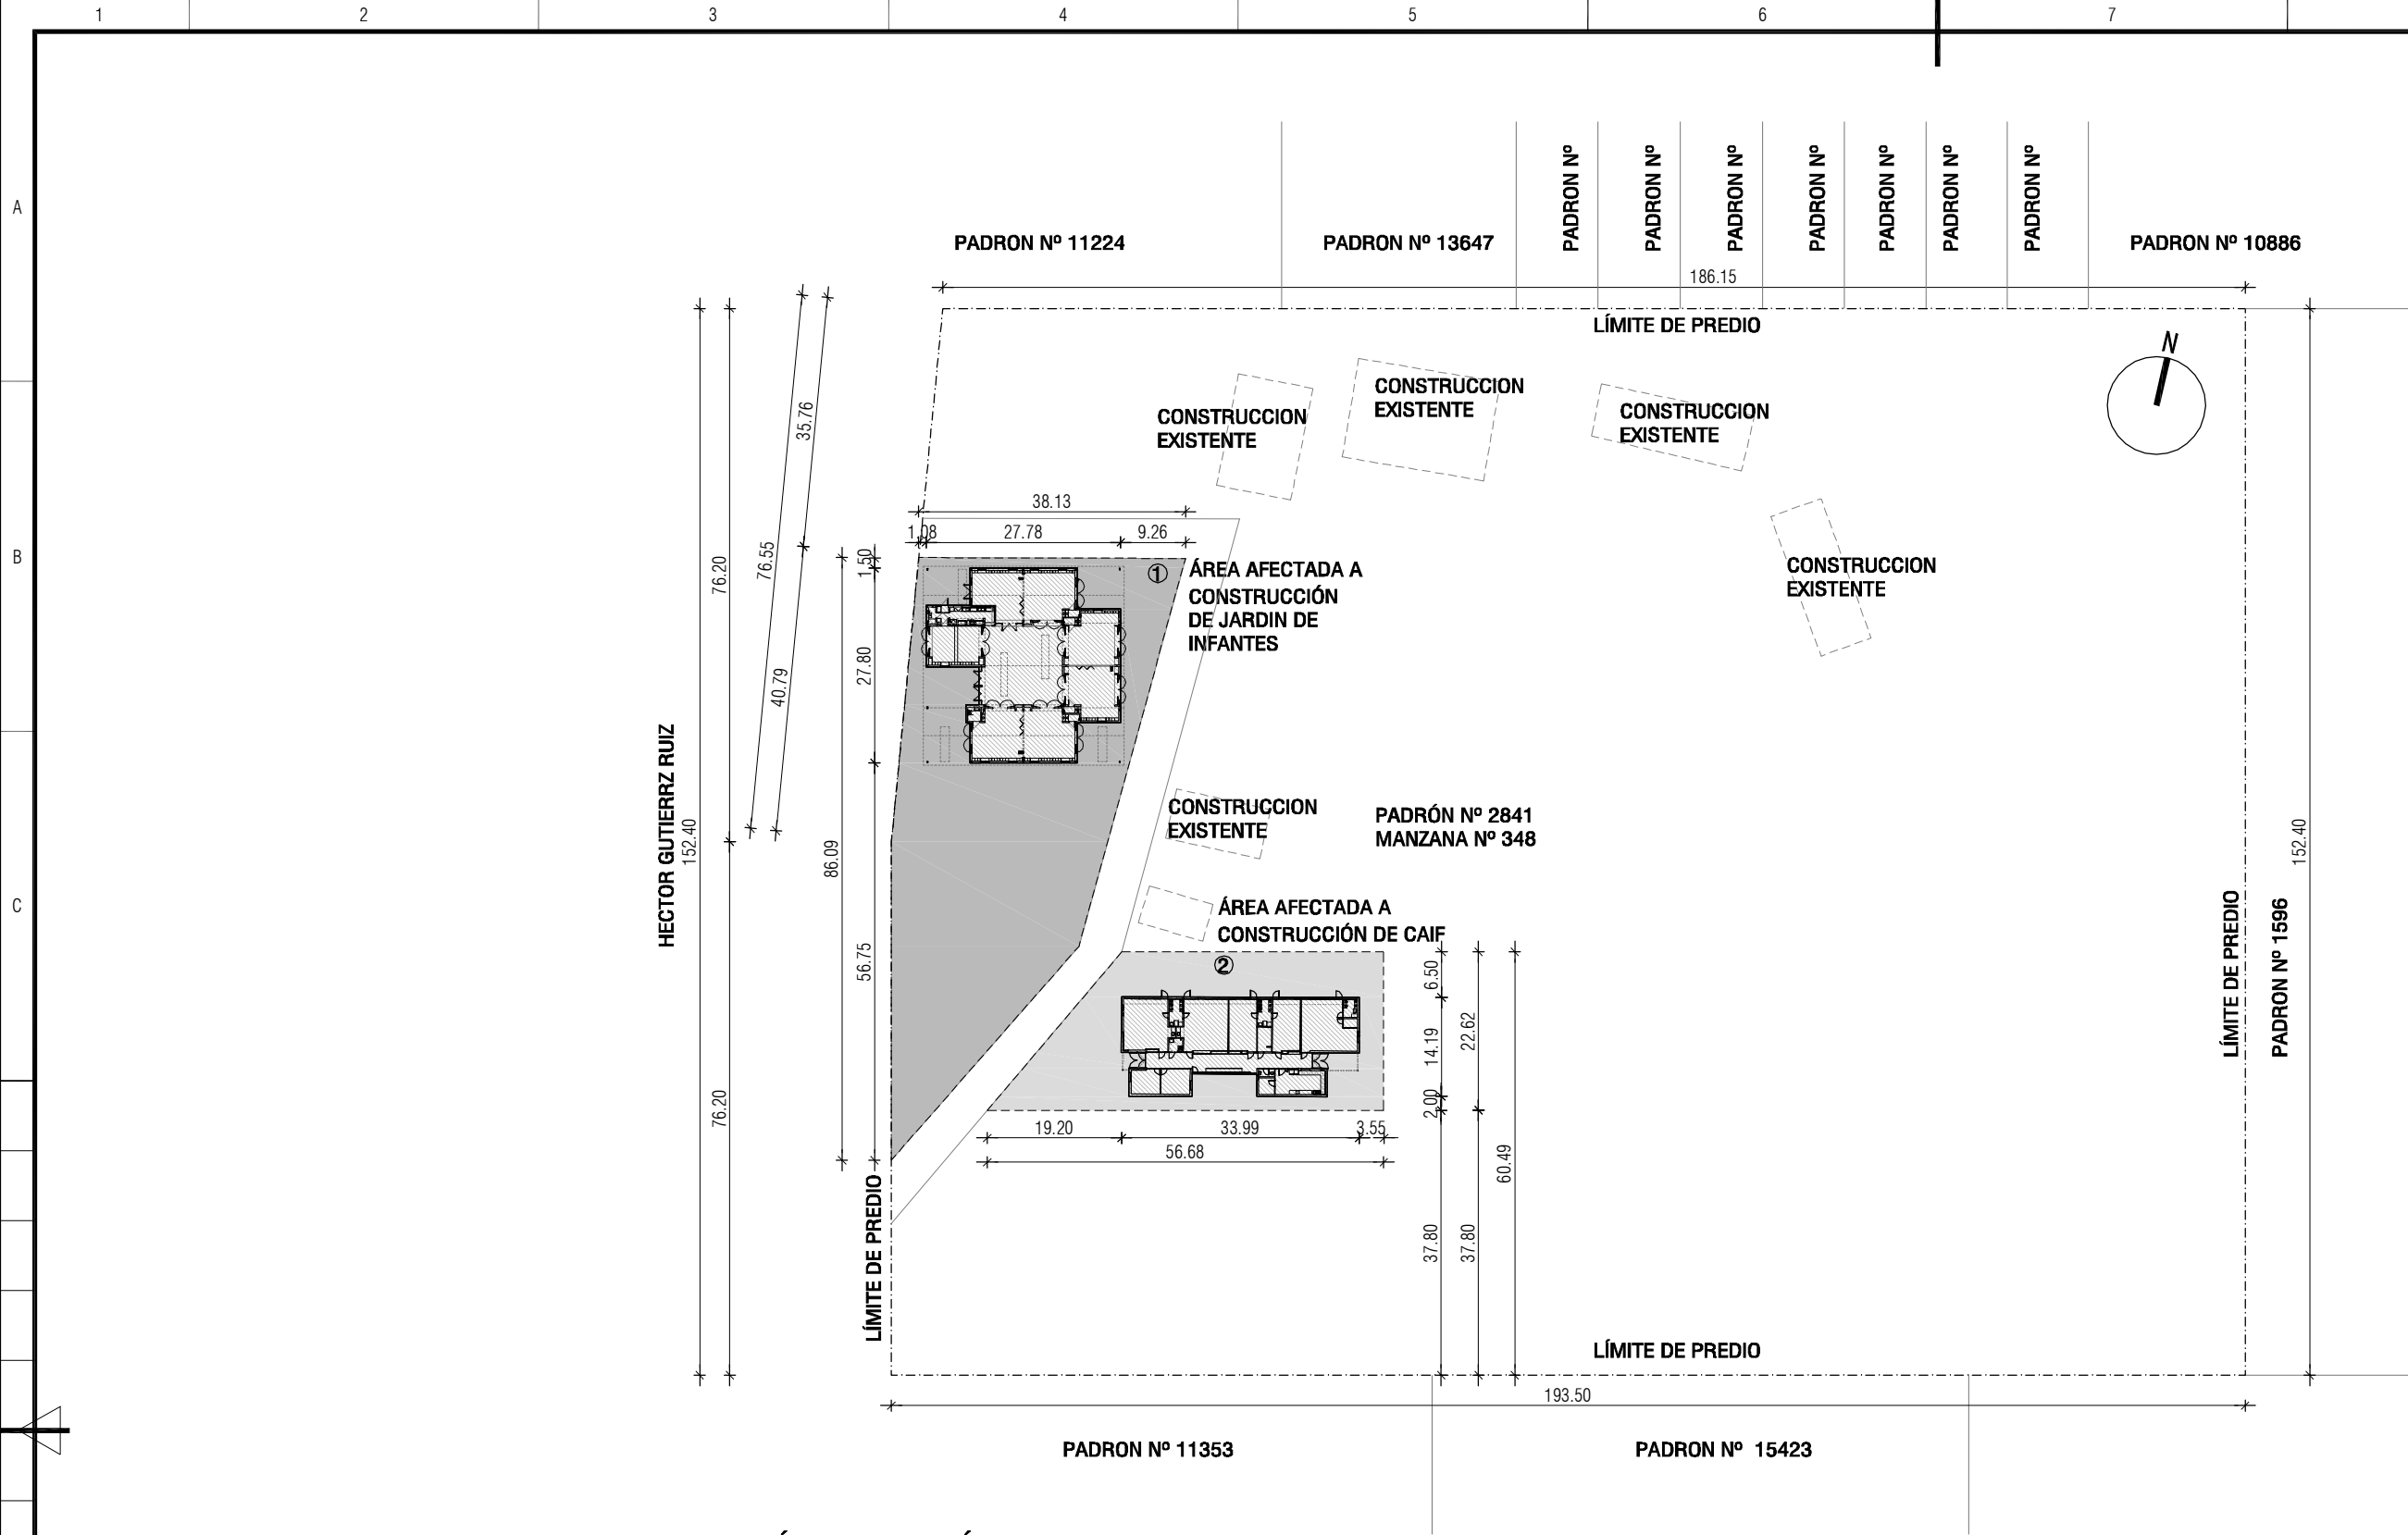 1 2 3 4 5 6 7
A
B
C
PADRON Nº 11224
PADRON Nº 13647
PADRON Nº
PADRON Nº
PADRON Nº
PADRON Nº
PADRON Nº
PADRON Nº
PADRON Nº
PADRON Nº 10886
186.15
LÍMITE DE PREDIO
N
CONSTRUCCION
EXISTENTE
CONSTRUCCION
EXISTENTE
CONSTRUCCION
EXISTENTE
CONSTRUCCION
EXISTENTE
35.76
76.55
40.79
76.20
152.40
HECTOR GUTIERRZ RUIZ
76.20
38.13
1.08 27.78 9.26
1.50
27.80
86.09
56.75
1
ÁREA AFECTADA A
CONSTRUCCIÓN
DE JARDIN DE
INFANTES
CONSTRUCCION
EXISTENTE
PADRÓN Nº 2841
MANZANA Nº 348
ÁREA AFECTADA A
CONSTRUCCIÓN DE CAIF
2
6.50
14.19
2.00
22.62
60.49
37.80
37.80
19.20 33.99 3.55
56.68
LÍMITE DE PREDIO
LÍMITE DE PREDIO
PADRON Nº 1596
152.40
LÍMITE DE PREDIO
193.50
PADRON Nº 11353
PADRON Nº 15423